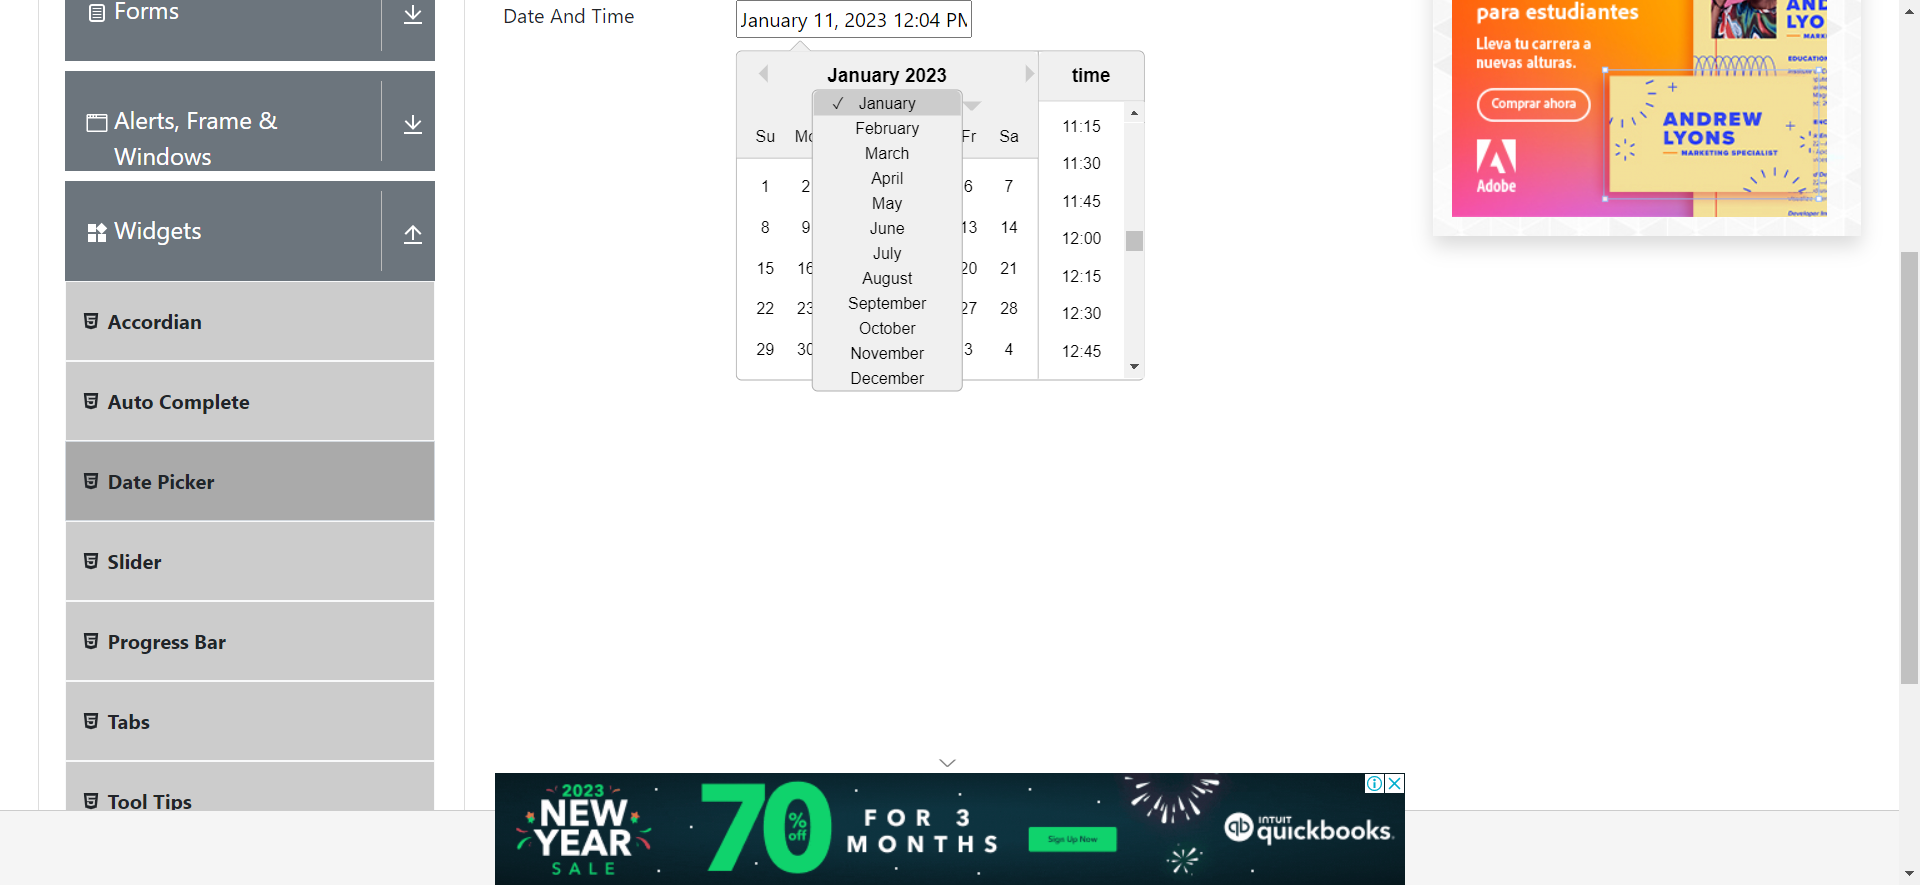 Forms
Alerts, Frame &
Windows
Widgets
Accordian
Auto Complete
Date Picker
Slider
Progress Bar
Tabs
Tool Tips
Date And Time
January 11, 2023 12:04 PM
January 2023
✓ January
February
March
April
May
June
July
August
September
October
November
December
Su Mo Fr Sa
1 2 6 7
8 9 13 14
15 16 20 21
22 23 27 28
29 30 3 4
time
11:15
11:30
11:45
12:00
12:15
12:30
12:45
para estudiantes
Lleva tu carrera a
nuevas alturas.
Comprar ahora
Adobe
ANDREW
LYONS
MARKETING SPECIALIST
EDUCATION
2023
NEW
YEAR
SALE
70
%
off
FOR 3
MONTHS
Sign Up Now
INTUIT
quickbooks.